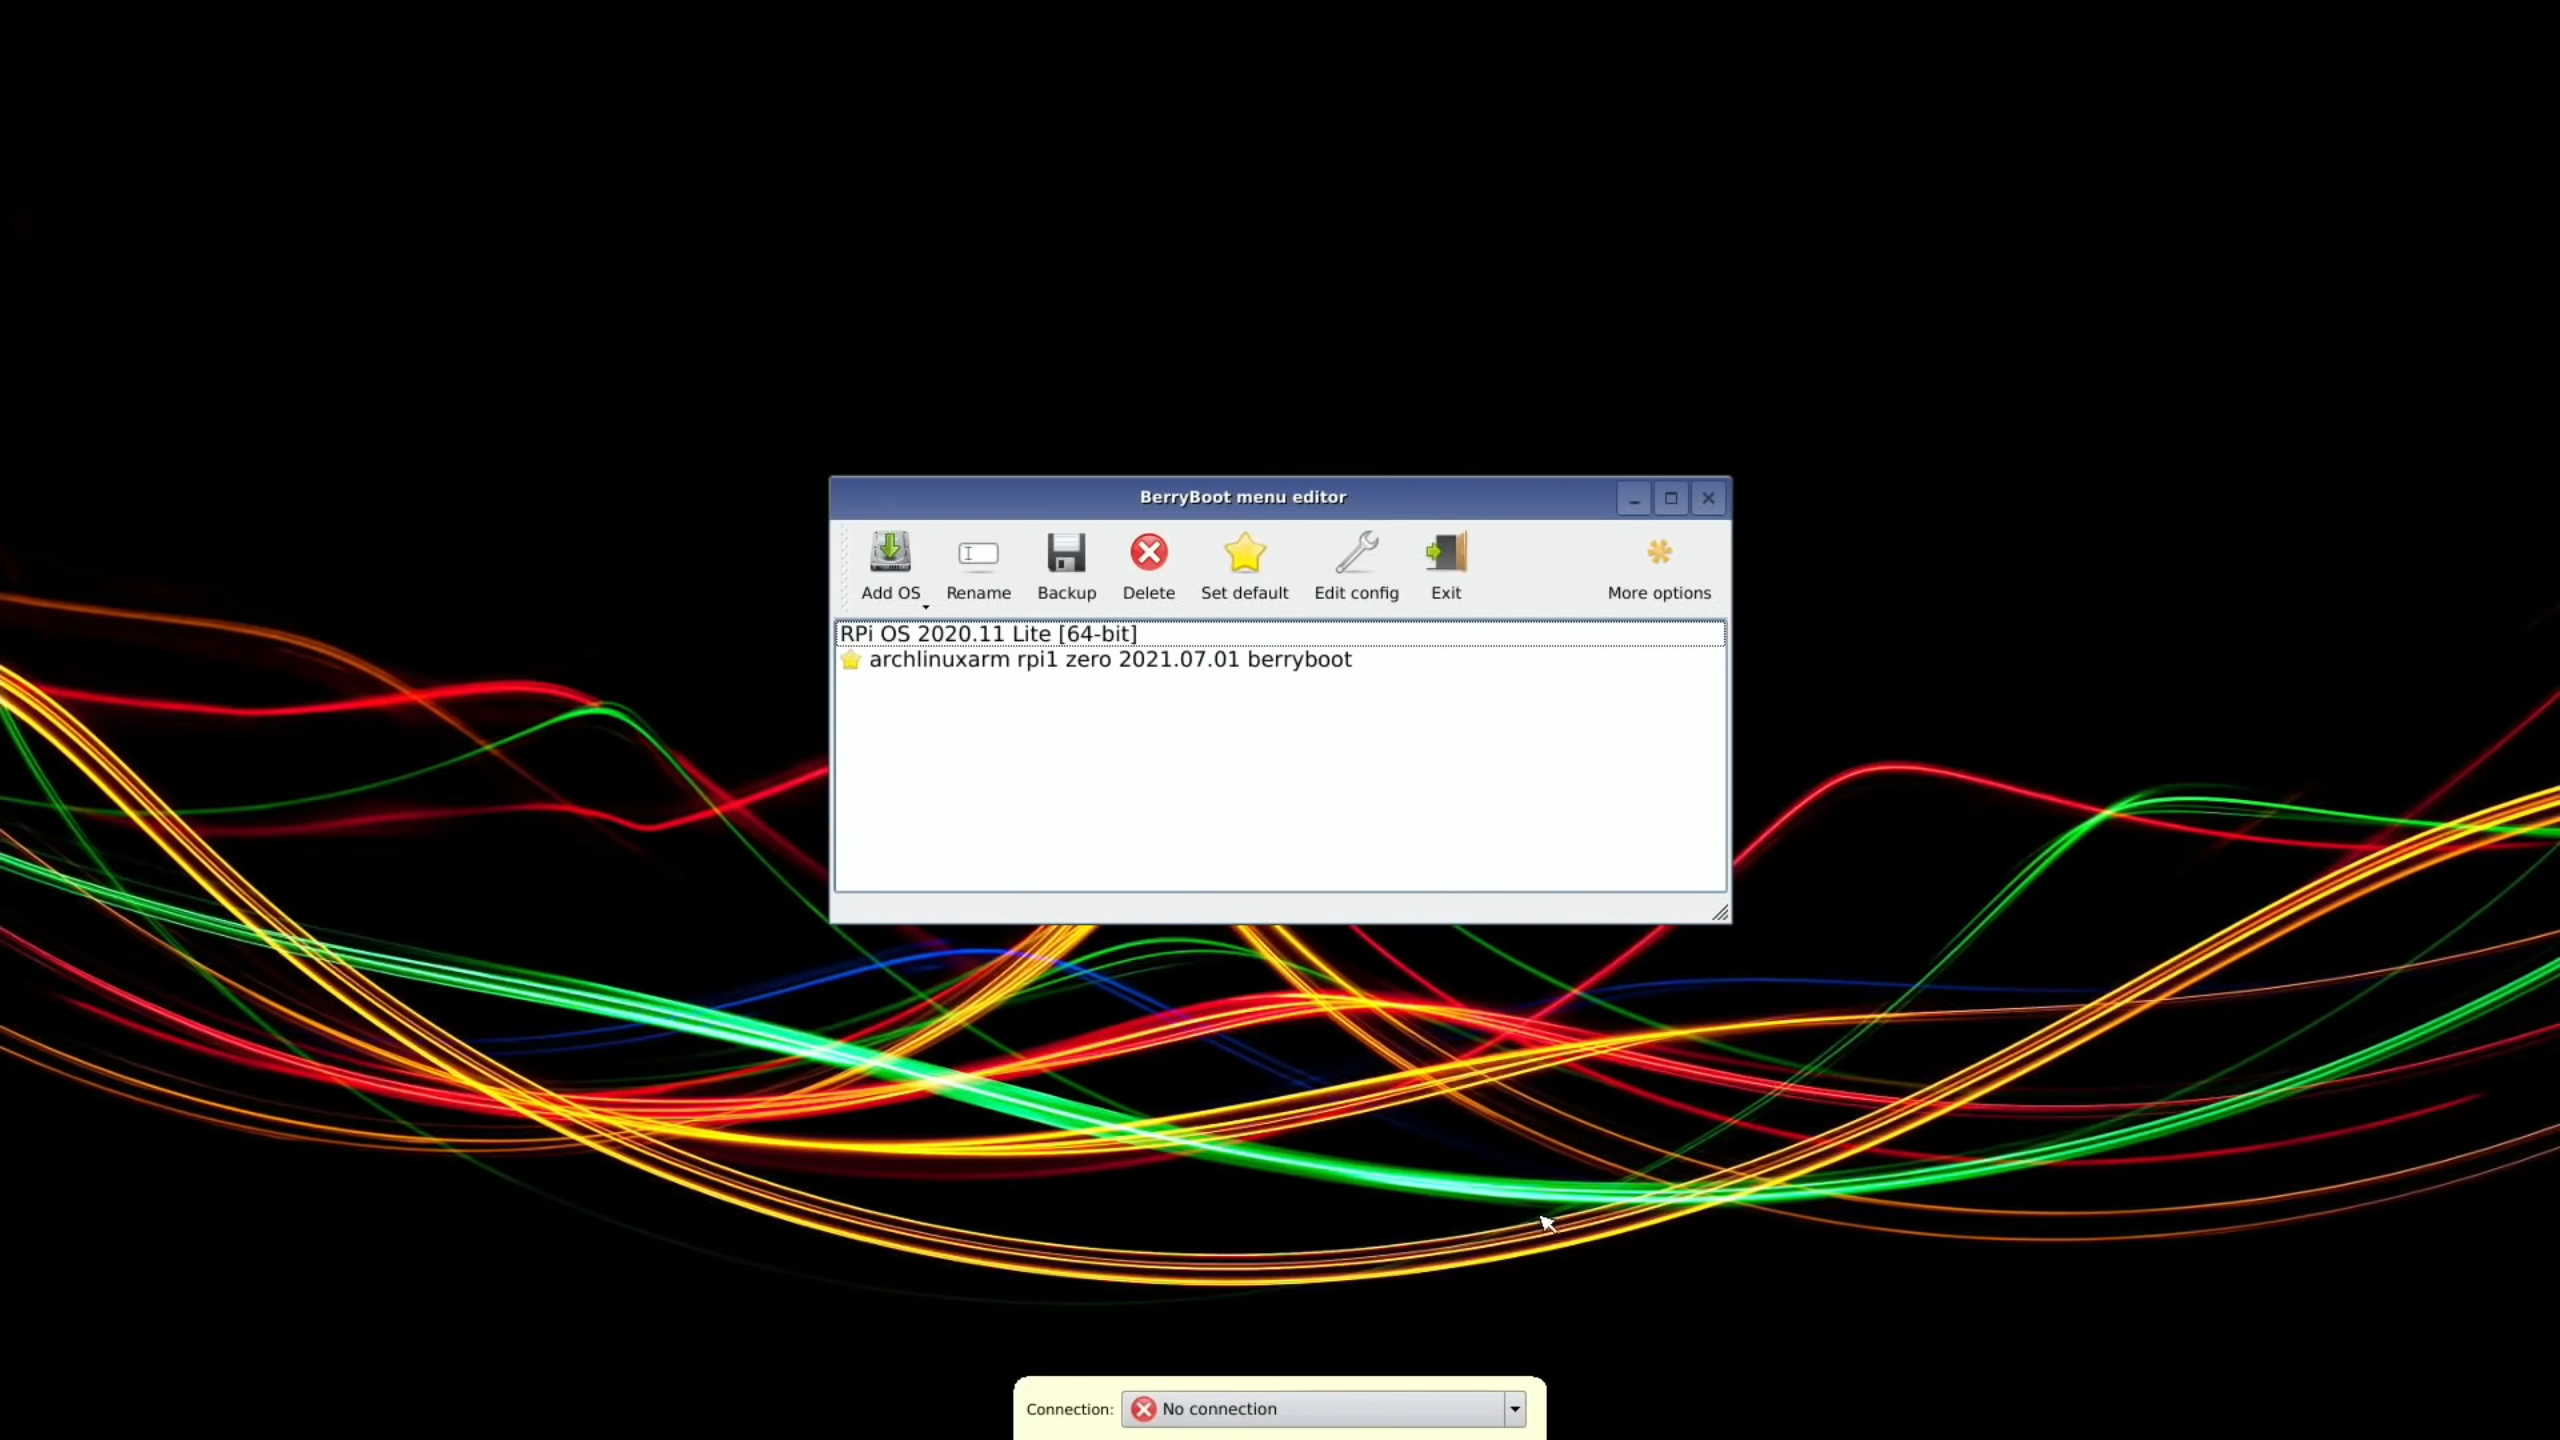 BerryBoot menu editor
Add OS Rename Backup Delete Set default Edit config Exit More options
RPi OS 2020.11 Lite [64-bit]
archlinuxarm rpi1 zero 2021.07.01 berryboot
Connection: No connection